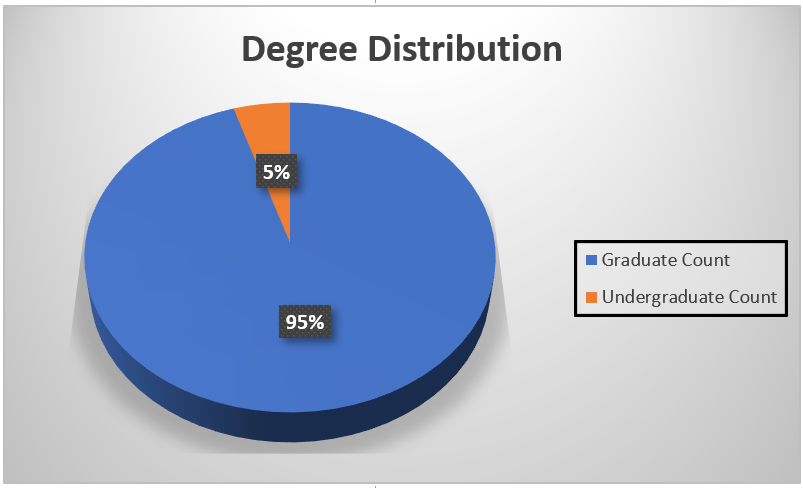 Degree Distribution
5%
95%
Graduate Count
Undergraduate Count